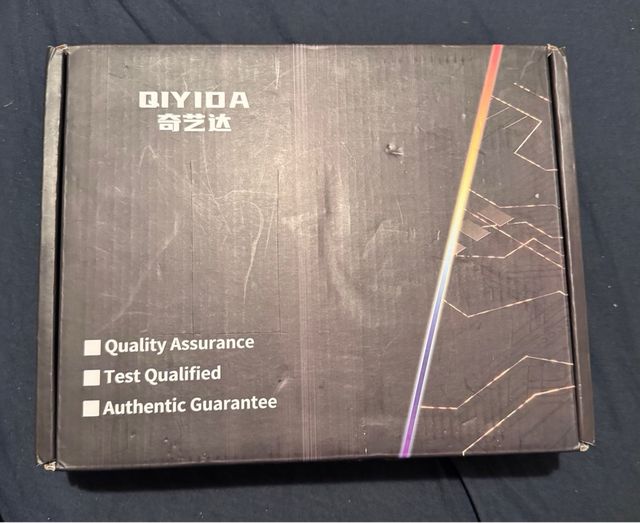 QIYIDA
奇艺达
Quality Assurance
Test Qualified
Authentic Guarantee